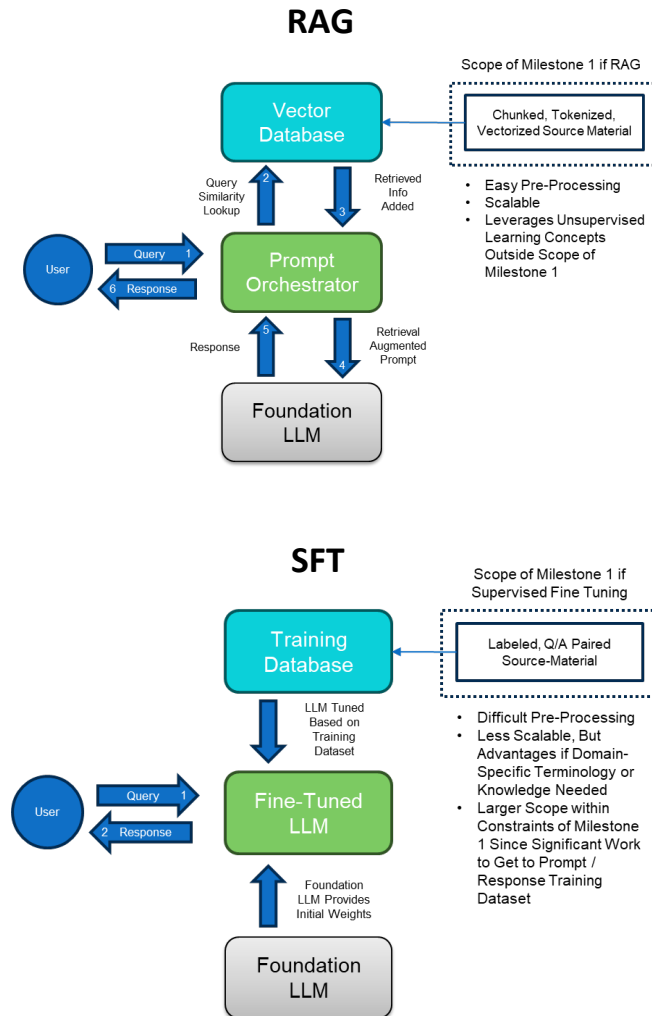 RAG
Scope of Milestone 1 if RAG
Vector
Database
Chunked, Tokenized,
Vectorized Source Material
Query
Similarity
Lookup
2
3
Retrieved
Info
Added
• Easy Pre-Processing
• Scalable
• Leverages Unsupervised
Learning Concepts
Outside Scope of
Milestone 1
User
Query 1
6 Response
Prompt
Orchestrator
Response
5
4
Retrieval
Augmented
Prompt
Foundation
LLM
SFT
Scope of Milestone 1 if
Supervised Fine Tuning
Training
Database
Labeled, Q/A Paired
Source-Material
LLM Tuned
Based on
Training
Dataset
• Difficult Pre-Processing
• Less Scalable, But
Advantages if Domain-
Specific Terminology or
Knowledge Needed
• Larger Scope within
Constraints of Milestone
1 Since Significant Work
to Get to Prompt /
Response Training
Dataset
User
Query 1
2 Response
Fine-Tuned
LLM
Foundation
LLM Provides
Initial Weights
Foundation
LLM